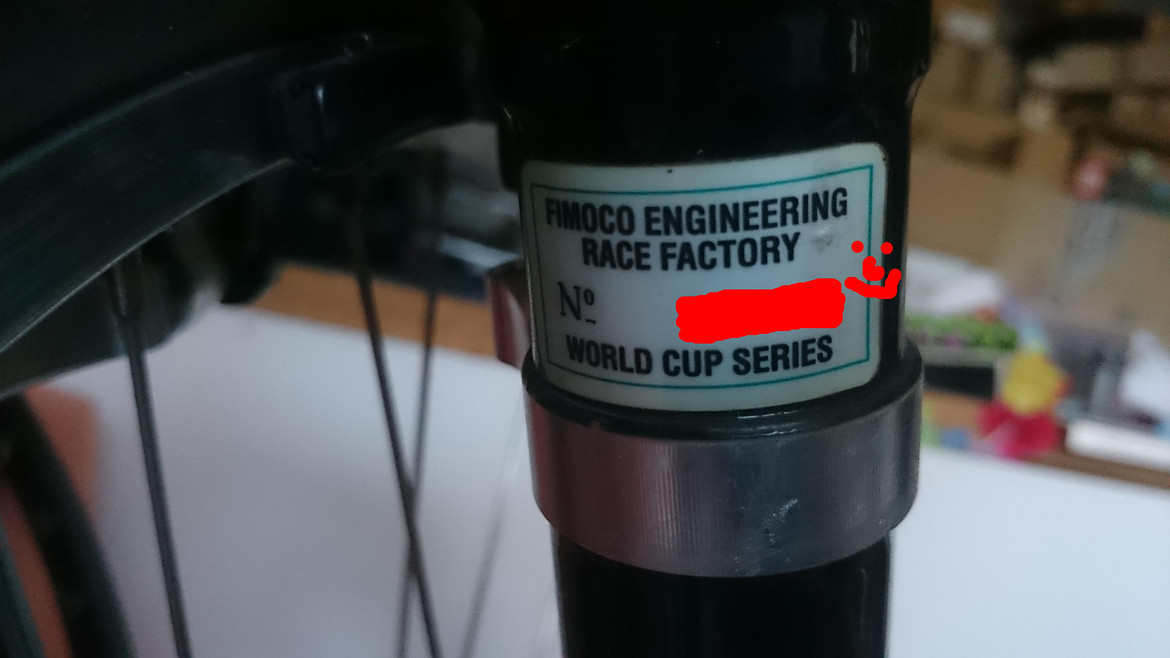 FIMOCO ENGINEERING
RACE FACTORY
Nº
WORLD CUP SERIES